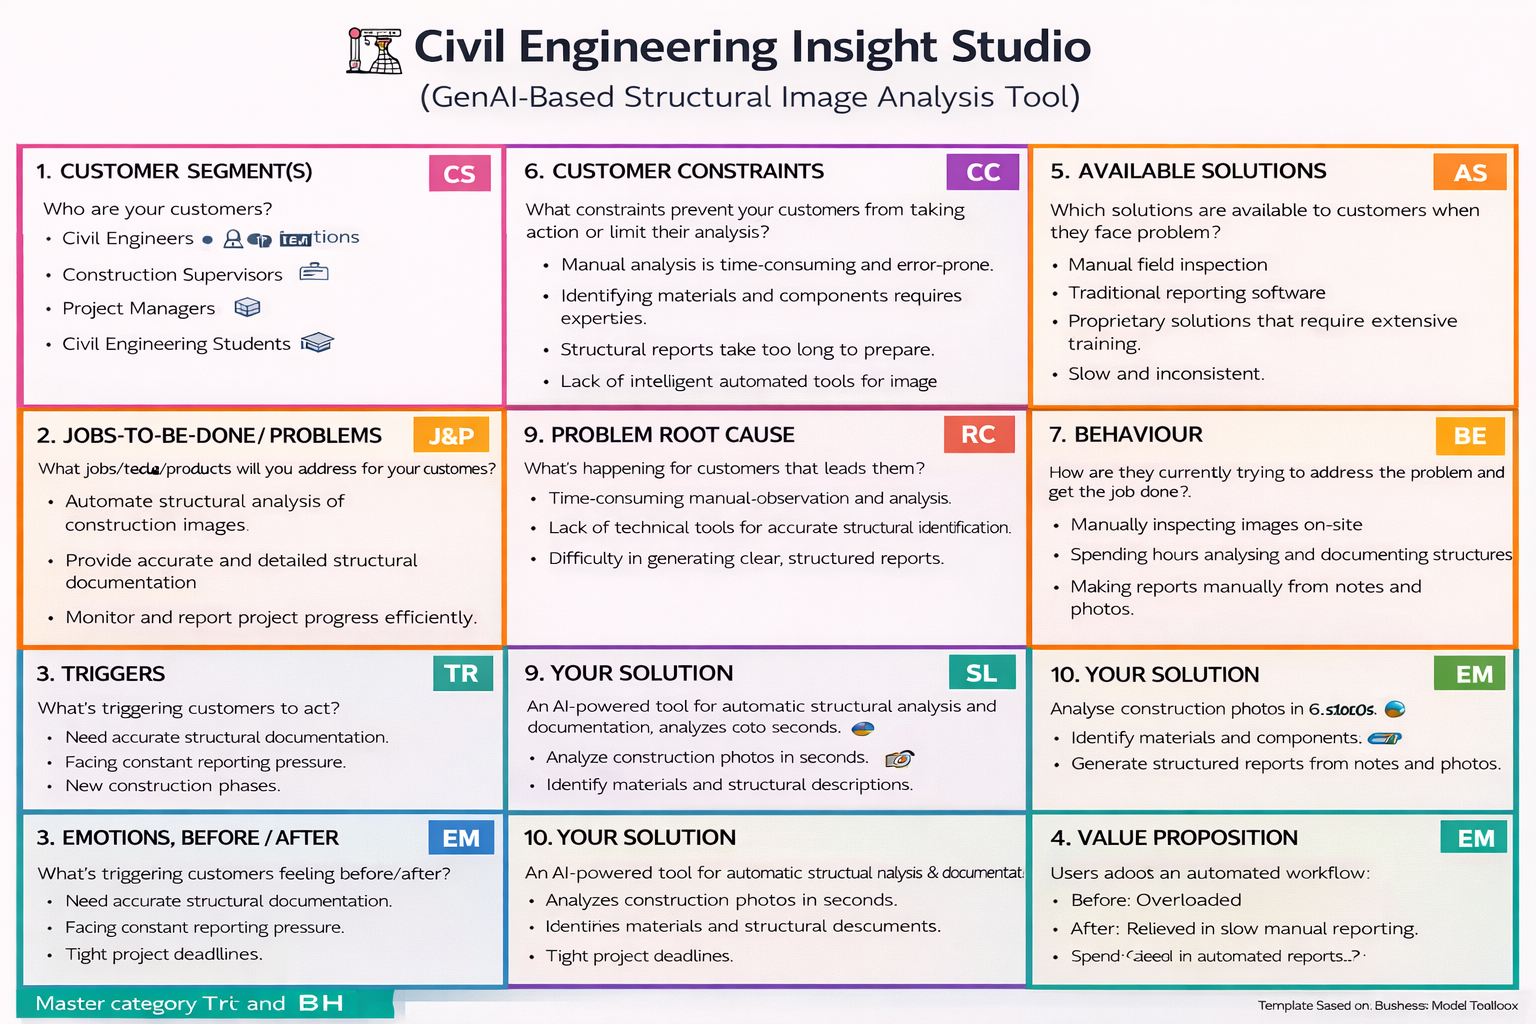 Civil Engineering Insight Studio
(GenAI-Based Structural Image Analysis Tool)
1. CUSTOMER SEGMENT(S)
CS
Who are your customers?
• Civil Engineers
• Construction Supervisors
• Project Managers
• Civil Engineering Students
6. CUSTOMER CONSTRAINTS
CC
What constraints prevent your customers from taking
action or limit their analysis?
• Manual analysis is time-consuming and error-prone.
• Identifying materials and components requires
experties.
• Structural reports take too long to prepare.
• Lack of intelligent automated tools for image
5. AVAILABLE SOLUTIONS
AS
Which solutions are available to customers when
they face problem?
• Manual field inspection
• Traditional reporting software
• Proprietary solutions that require extensive
training.
• Slow and inconsistent.
2. JOBS-TO-BE-DONE / PROBLEMS
J&P
What products will you address for your customes?
• Automate structural analysis of
construction images.
• Provide accurate and detailed structural
documentation
• Monitor and report project progress efficiently.
9. PROBLEM ROOT CAUSE
RC
What's happening for customers that leads them?
• Time-consuming manual-observation and analysis.
• Lack of technical tools for accurate structural identification.
• Difficulty in generating clear, structured reports.
7. BEHAVIOUR
BE
How are they currently trying to address the problem and
get the job done?.
• Manually inspecting images on-site
• Spending hours analysing and documenting structures
• Making reports manually from notes and
photos.
3. TRIGGERS
TR
What's triggering customers to act?
• Need accurate structural documentation.
• Facing constant reporting pressure.
• New construction phases.
9. YOUR SOLUTION
SL
An AI-powered tool for automatic structural analysis and
documentation, analyzes coto seconds.
• Analyze construction photos in seconds.
• Identify materials and structural descriptions.
10. YOUR SOLUTION
EM
Analyse construction photos in
• Identify materials and components.
• Generate structured reports from notes and photos.
3. EMOTIONS, BEFORE / AFTER
EM
What's triggering customers feeling before/after?
• Need accurate structural documentation.
• Facing constant reporting pressure.
• Tight project deadllines.
10. YOUR SOLUTION
An AI-powered tool for automatic structual nalysis & documentat
• Analyzes construction photos in seconds.
• materials and structural descuments.
• Tight project deadlines.
4. VALUE PROPOSITION
EM
Users an automated workflow:
• Before: Overloaded
• After: Relieved in slow manual reporting.
• Spend in automated reports..?
Master category and BH
Template Sased on. Business: Model Toolloox